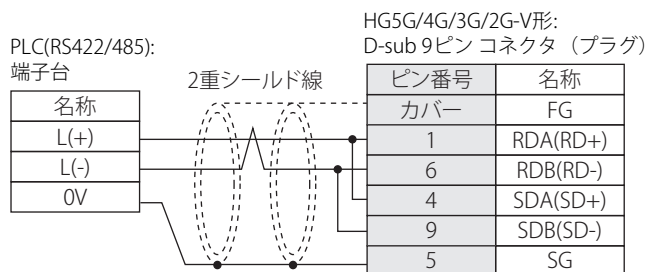 HG5G/4G/3G/2G-V形:
PLC(RS422/485):
D-sub 9ピン コネクタ（プラグ）
端子台
2重シールド線
ピン番号 名称
名称
カバー FG
L(+)
1 RDA(RD+)
L(-)
6 RDB(RD-)
0V
4 SDA(SD+)
9 SDB(SD-)
5 SG